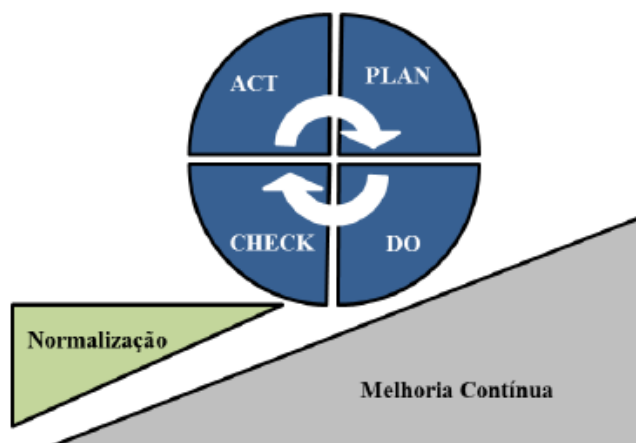 ACT
PLAN
CHECK
DO
Normalização
Melhoria Contínua